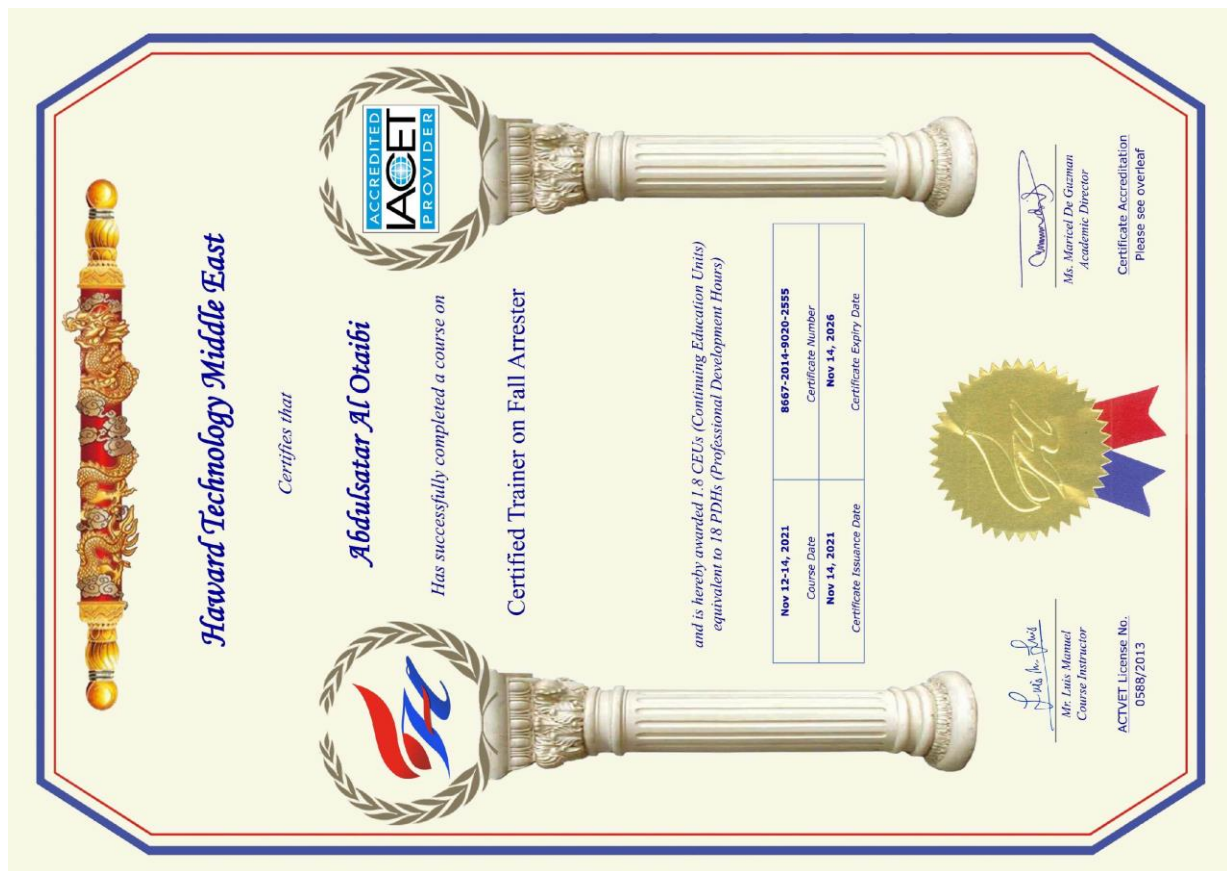 Haward Technology Middle East
Certifies that
Abdulsatar Al Otaibi
Has successfully completed a course on
Certified Trainer on Fall Arrester
ACCREDITED
IACET
PROVIDER
and is hereby awarded 1.8 CEUs (Continuing Education Units)
equivalent to 18 PDHs (Professional Development Hours)
Nov 12-14, 2021
Course Date
8667-2014-9020-2555
Certificate Number
Nov 14, 2021
Certificate Issuance Date
Nov 14, 2026
Certificate Expiry Date
Luis M. Luis
Mr. Luis Manuel
Course Instructor
ACTVET License No.
0588/2013
Ms. Maricel De Guzman
Academic Director
Certificate Accreditation
Please see overleaf